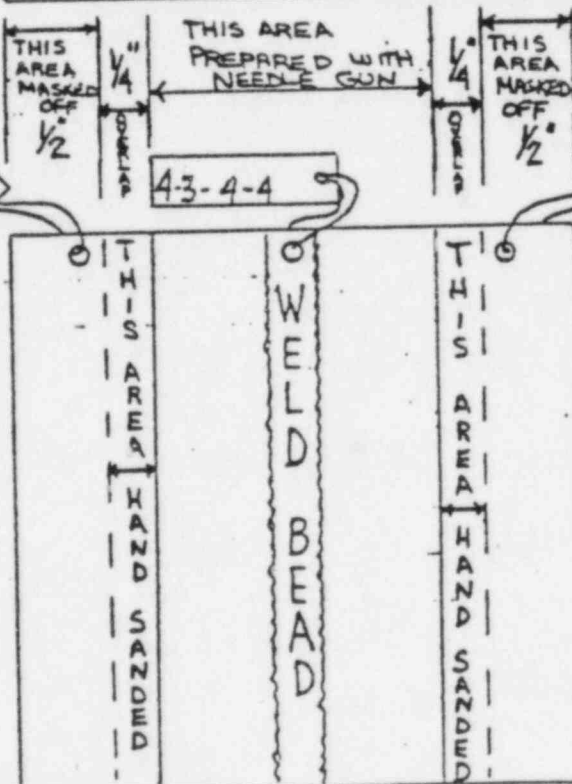 THIS
AREA
MASKED
OFF
1/2"
1/4"
OVERLAP
THIS AREA
PREPARED WITH
NEEDLE GUN
1/4"
OVERLAP
THIS
AREA
MASKED
OFF
1/2"
4-3-4-4
THIS AREA HAND SANDED
WELD BEAD
THIS AREA HAND SANDED